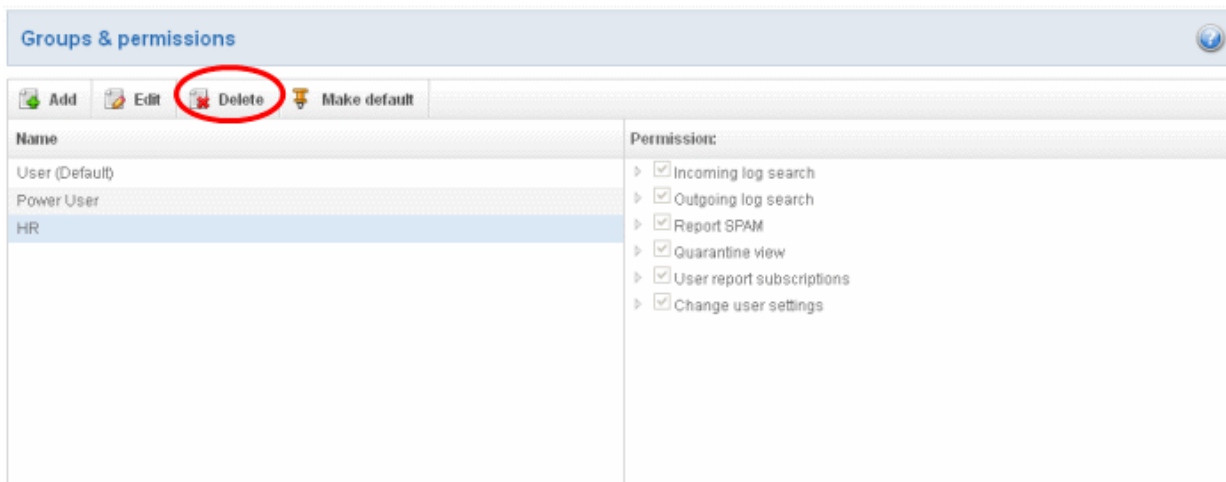 Groups & permissions
Add Edit Delete Make default
Name
User (Default)
Power User
HR
Permission:
Incoming log search
Outgoing log search
Report SPAM
Quarantine view
User report subscriptions
Change user settings